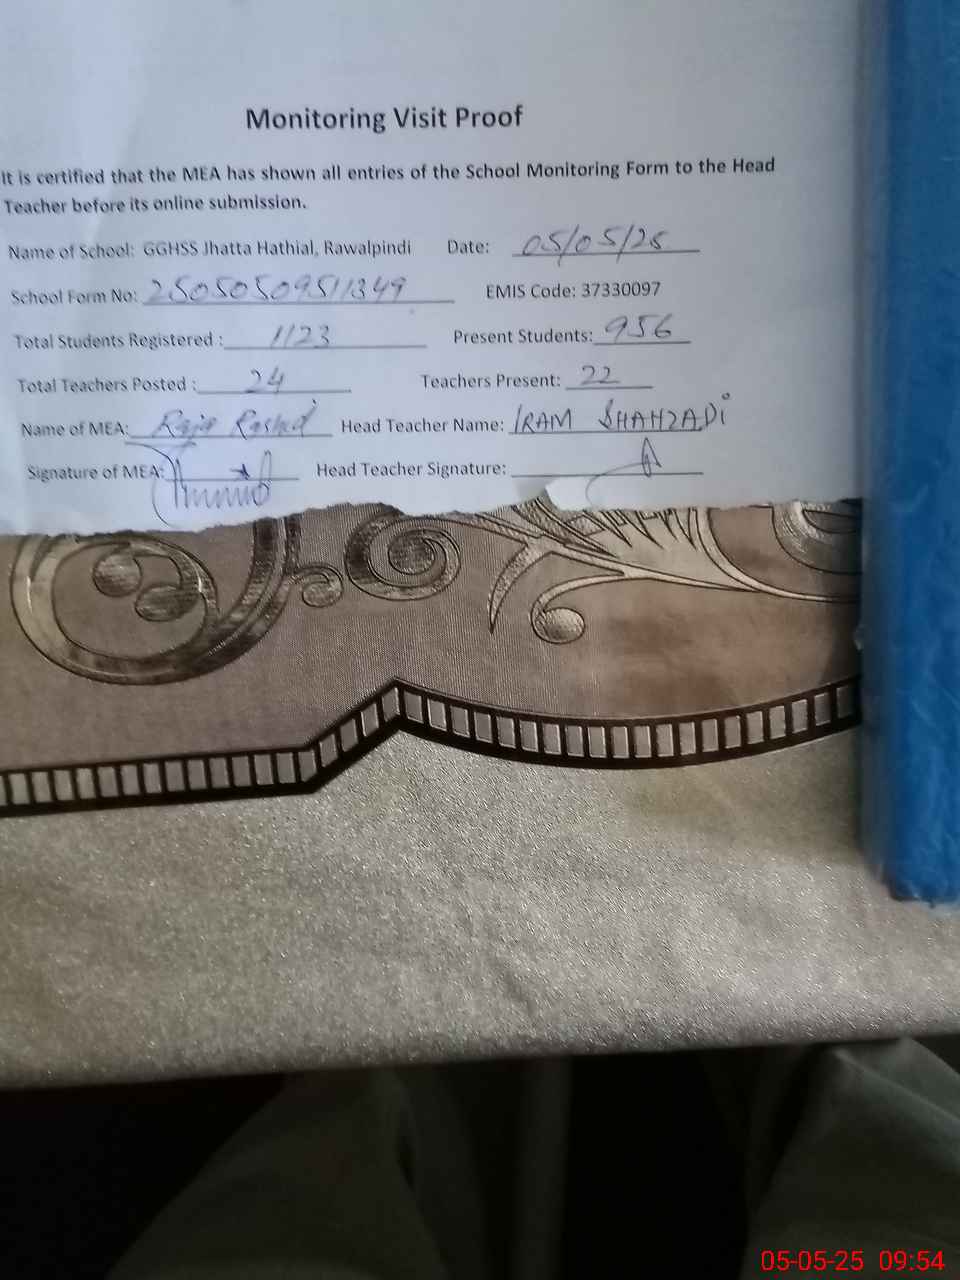 Monitoring Visit Proof
It is certified that the MEA has shown all entries of the School Monitoring Form to the Head
Teacher before its online submission.
Name of School: GGHSS Jhatta Hathial, Rawalpindi Date: 05/05/25
School Form No: 25050509511349 EMIS Code: 37330097
Total Students Registered : 1123 Present Students: 956
Total Teachers Posted : 24 Teachers Present: 22
Name of MEA: Raja Rashid Head Teacher Name: IRAM SHAHZADi
Signature of MEA: Head Teacher Signature:
05-05-25 09:54